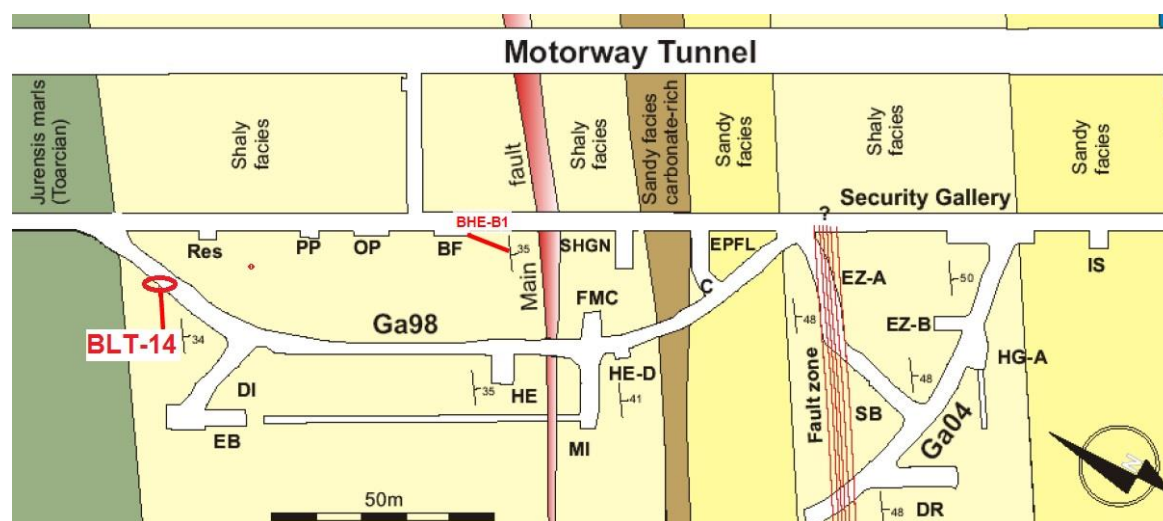 Motorway Tunnel
Jurensis marls
(Toarcian)
Shaly
facies
fault
Shaly
facies
Sandy facies
carbonate-rich
Sandy
facies
Shaly
facies
Sandy
facies
Security Gallery
?
BHE-B1
Res
PP
OP
BF
35
Main
SHGN
EPFL
EZ-A
50
IS
C
FMC
BLT-14
34
Ga98
48
EZ-B
HG-A
DI
35
HE
HE-D
41
48
Fault zone
SB
Ga04
EB
MI
50m
48
DR
N